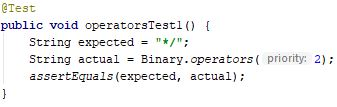 @Test
public void operatorsTest1() {
    String expected = "*/";
    String actual = Binary.operators( priority: 2);
    assertEquals(expected, actual);
}